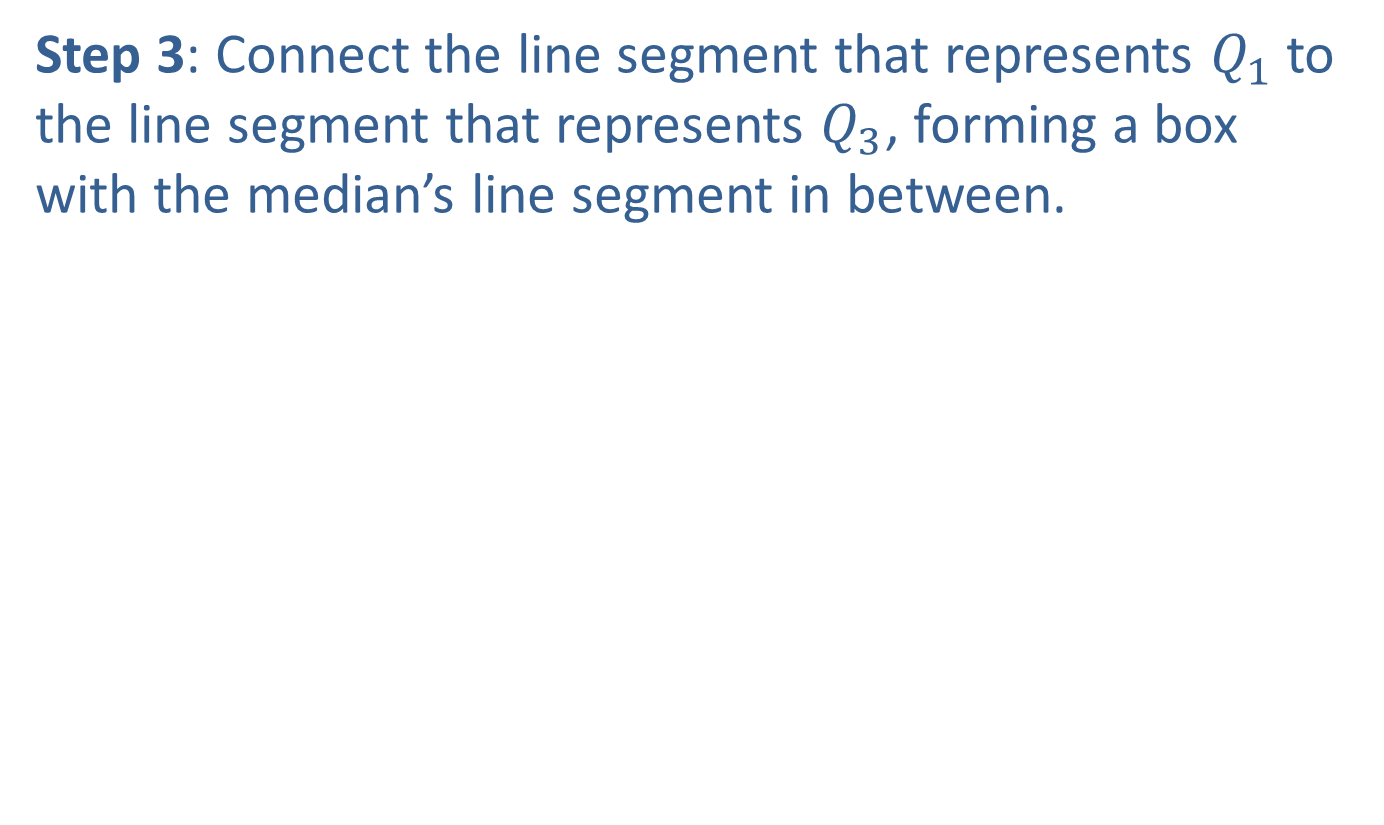 Step 3: Connect the line segment that represents Q₁ to
the line segment that represents Q₃, forming a box
with the median’s line segment in between.